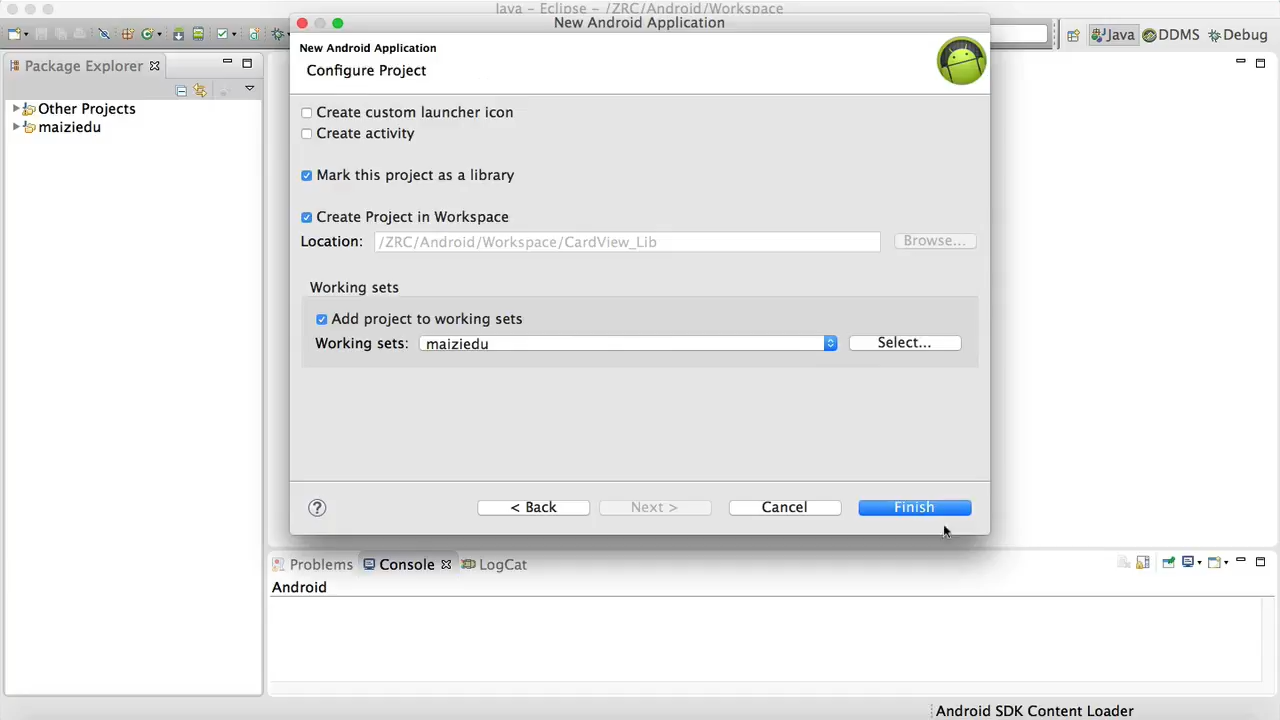 Java – Eclipse – /ZRC/Android/Workspace
New Android Application
Java
DDMS
Debug
Package Explorer
Other Projects
maiziedu
New Android Application
Configure Project
Create custom launcher icon
Create activity
Mark this project as a library
Create Project in Workspace
Location: /ZRC/Android/Workspace/CardView_Lib Browse...
Working sets
Add project to working sets
Working sets: maiziedu Select...
? < Back Next > Cancel Finish
Problems Console LogCat
Android
Android SDK Content Loader